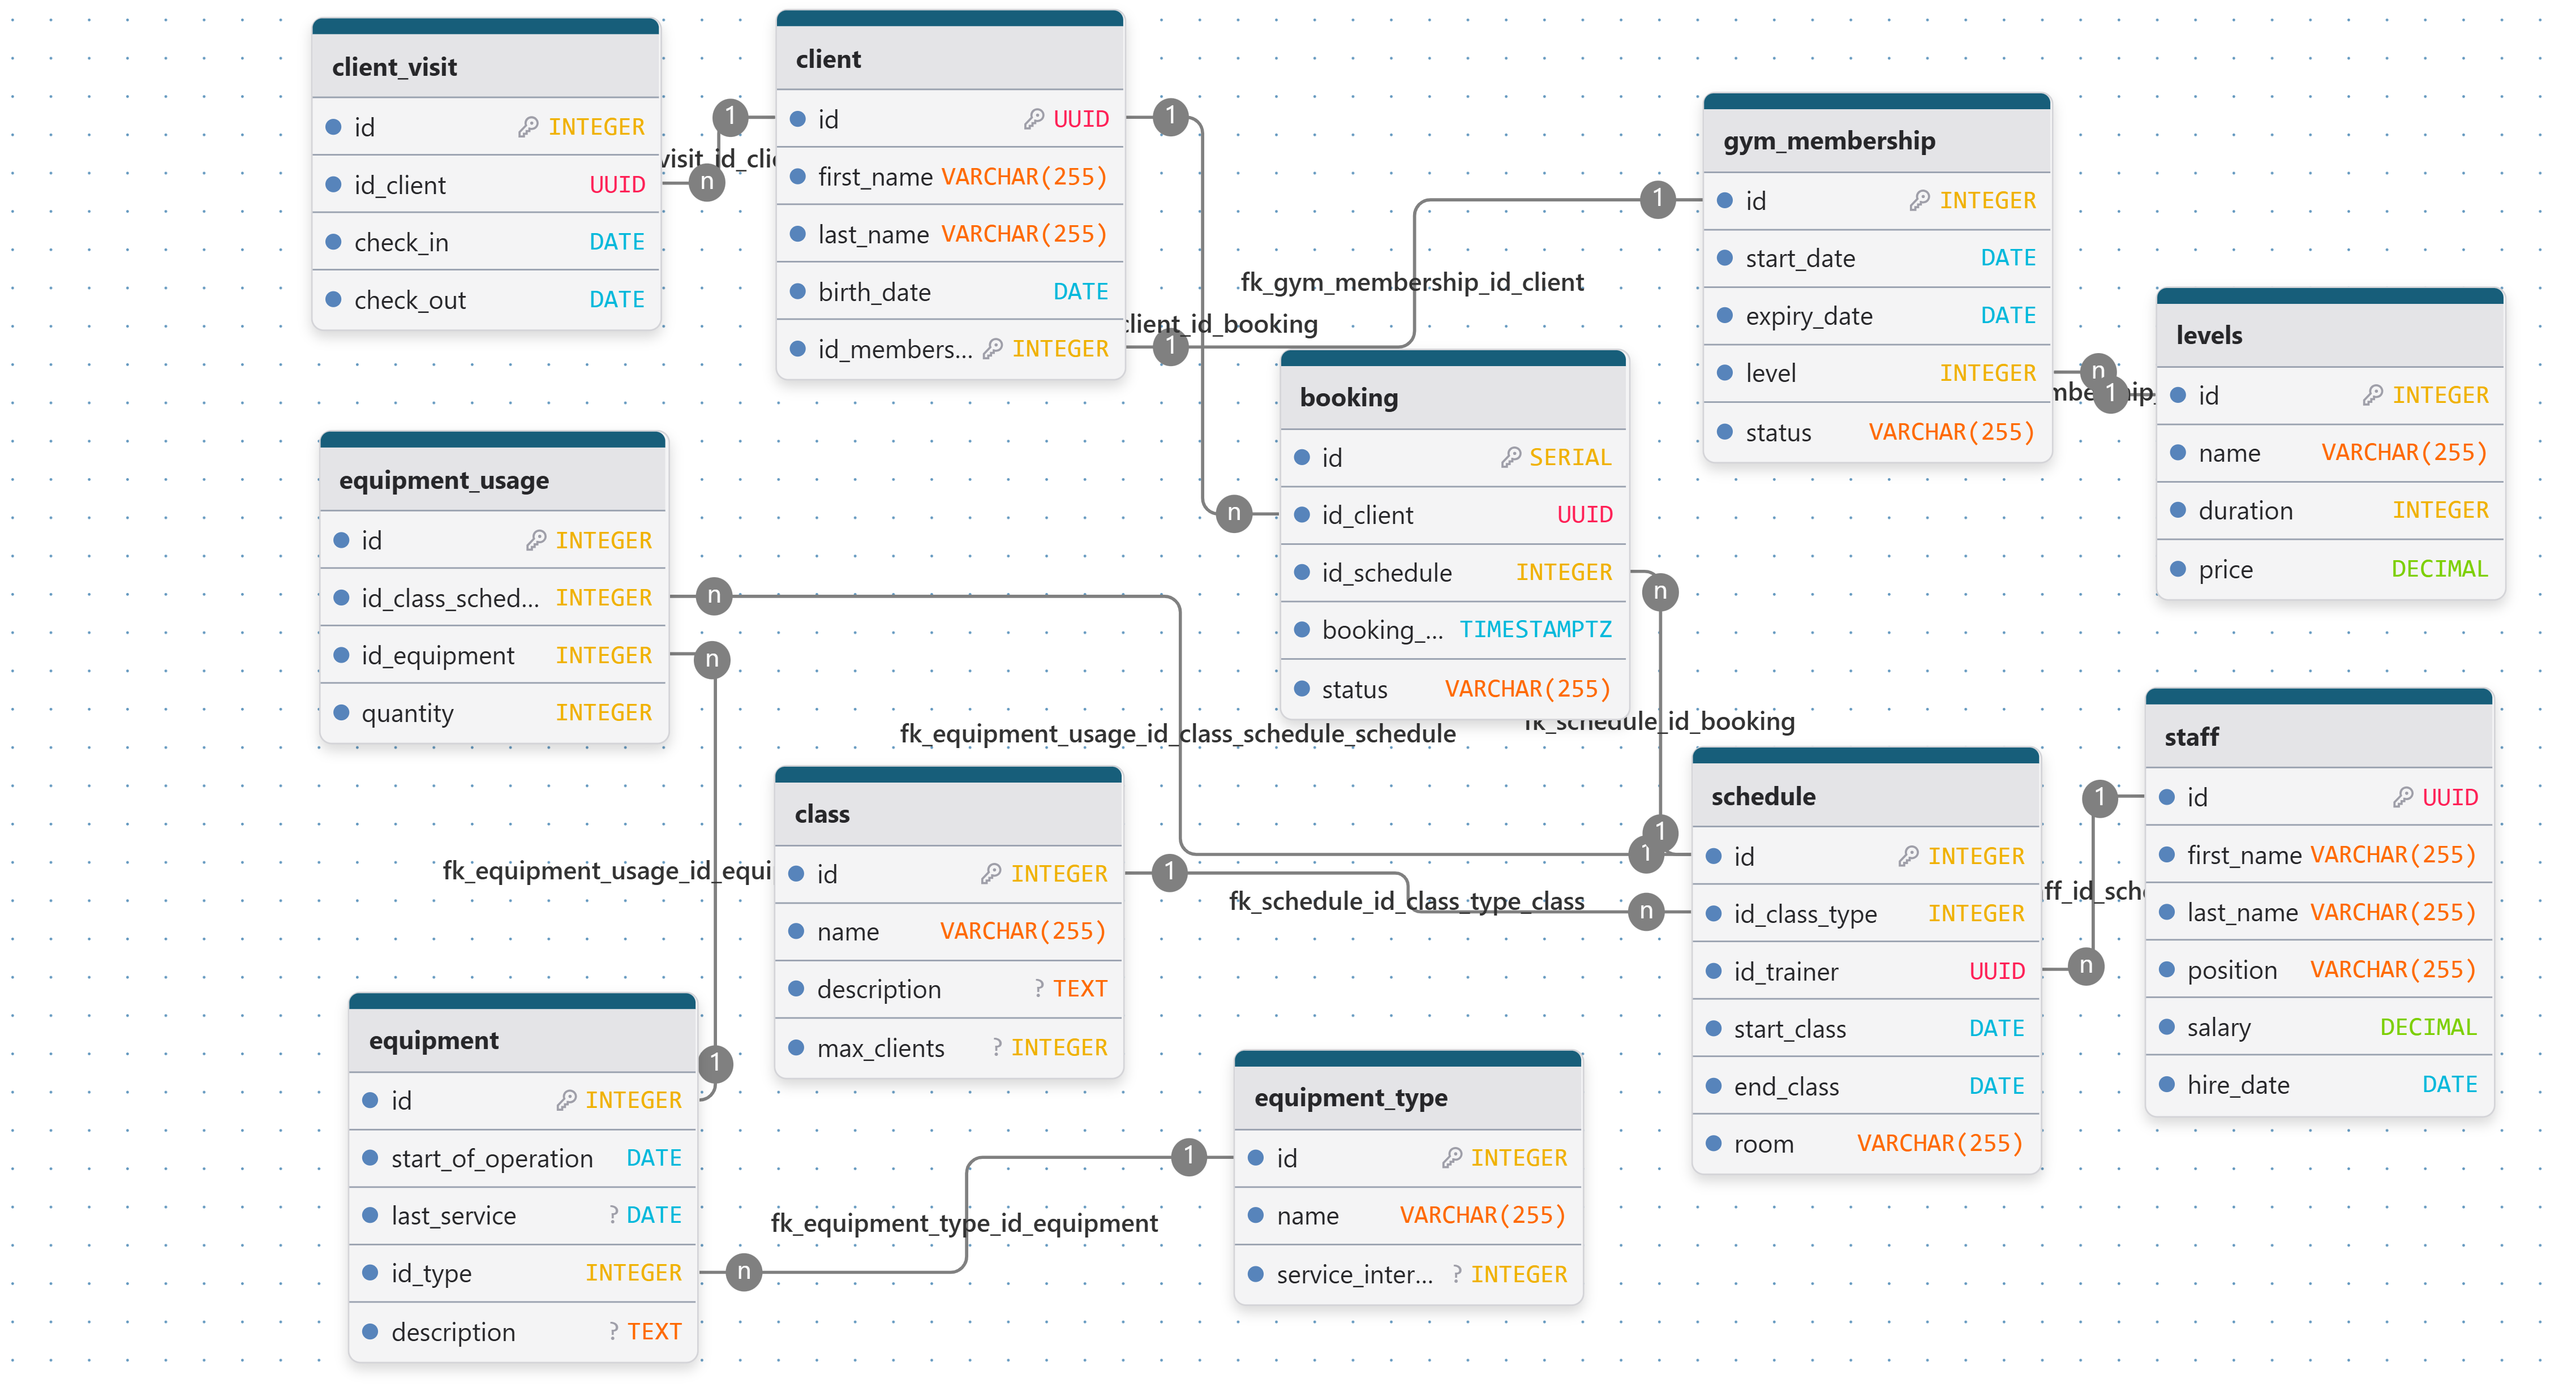 client_visit
id INTEGER
id_client UUID
check_in DATE
check_out DATE
visit_id_clie
client
id UUID
first_name VARCHAR(255)
last_name VARCHAR(255)
birth_date DATE
id_members... INTEGER
1
n
1
1
n
client_id_booking
fk_gym_membership_id_client
1
gym_membership
id INTEGER
start_date DATE
expiry_date DATE
level INTEGER
status VARCHAR(255)
n
1
levels
id INTEGER
name VARCHAR(255)
duration INTEGER
price DECIMAL
booking
id SERIAL
id_client UUID
id_schedule INTEGER
booking_... TIMESTAMPTZ
status VARCHAR(255)
n
fk_schedule_id_booking
1
1
equipment_usage
id INTEGER
id_class_sched... INTEGER
id_equipment INTEGER
quantity INTEGER
n
n
fk_equipment_usage_id_class_schedule_schedule
fk_equipment_usage_id_equi
1
class
id INTEGER
name VARCHAR(255)
description ? TEXT
max_clients ? INTEGER
1
fk_schedule_id_class_type_class
n
schedule
id INTEGER
id_class_type INTEGER
id_trainer UUID
start_class DATE
end_class DATE
room VARCHAR(255)
1
ff_id_sche
n
staff
id UUID
first_name VARCHAR(255)
last_name VARCHAR(255)
position VARCHAR(255)
salary DECIMAL
hire_date DATE
equipment
id INTEGER
start_of_operation DATE
last_service ? DATE
id_type INTEGER
description ? TEXT
n
fk_equipment_type_id_equipment
1
equipment_type
id INTEGER
name VARCHAR(255)
service_inter... ? INTEGER